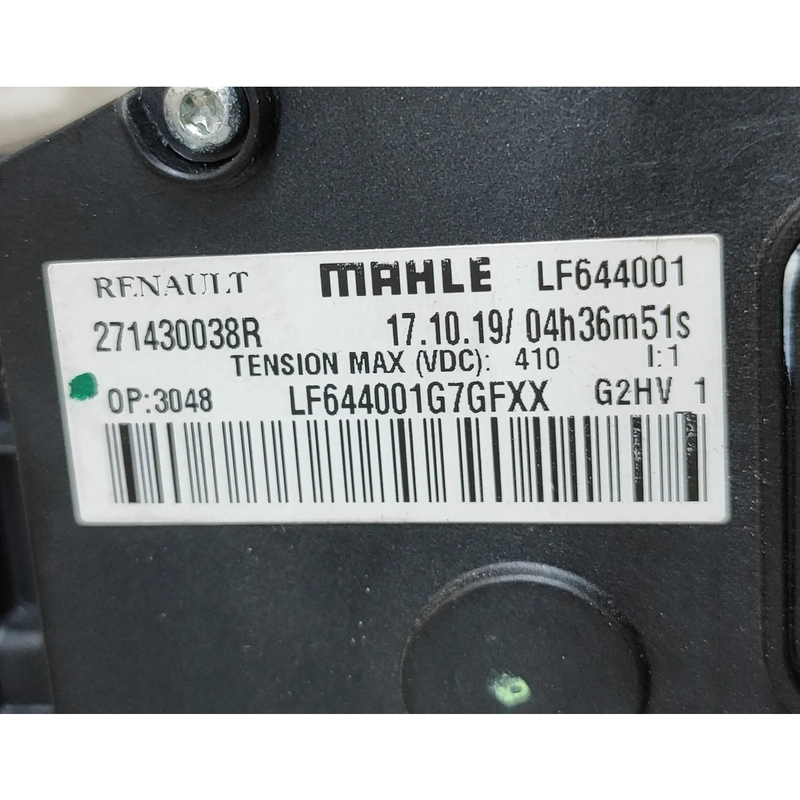 RENAULT MAHLE LF644001
271430038R 17.10.19/ 04h36m51s
TENSION MAX (VDC): 410 I:1
OP:3048 LF644001G7GFXX G2HV 1